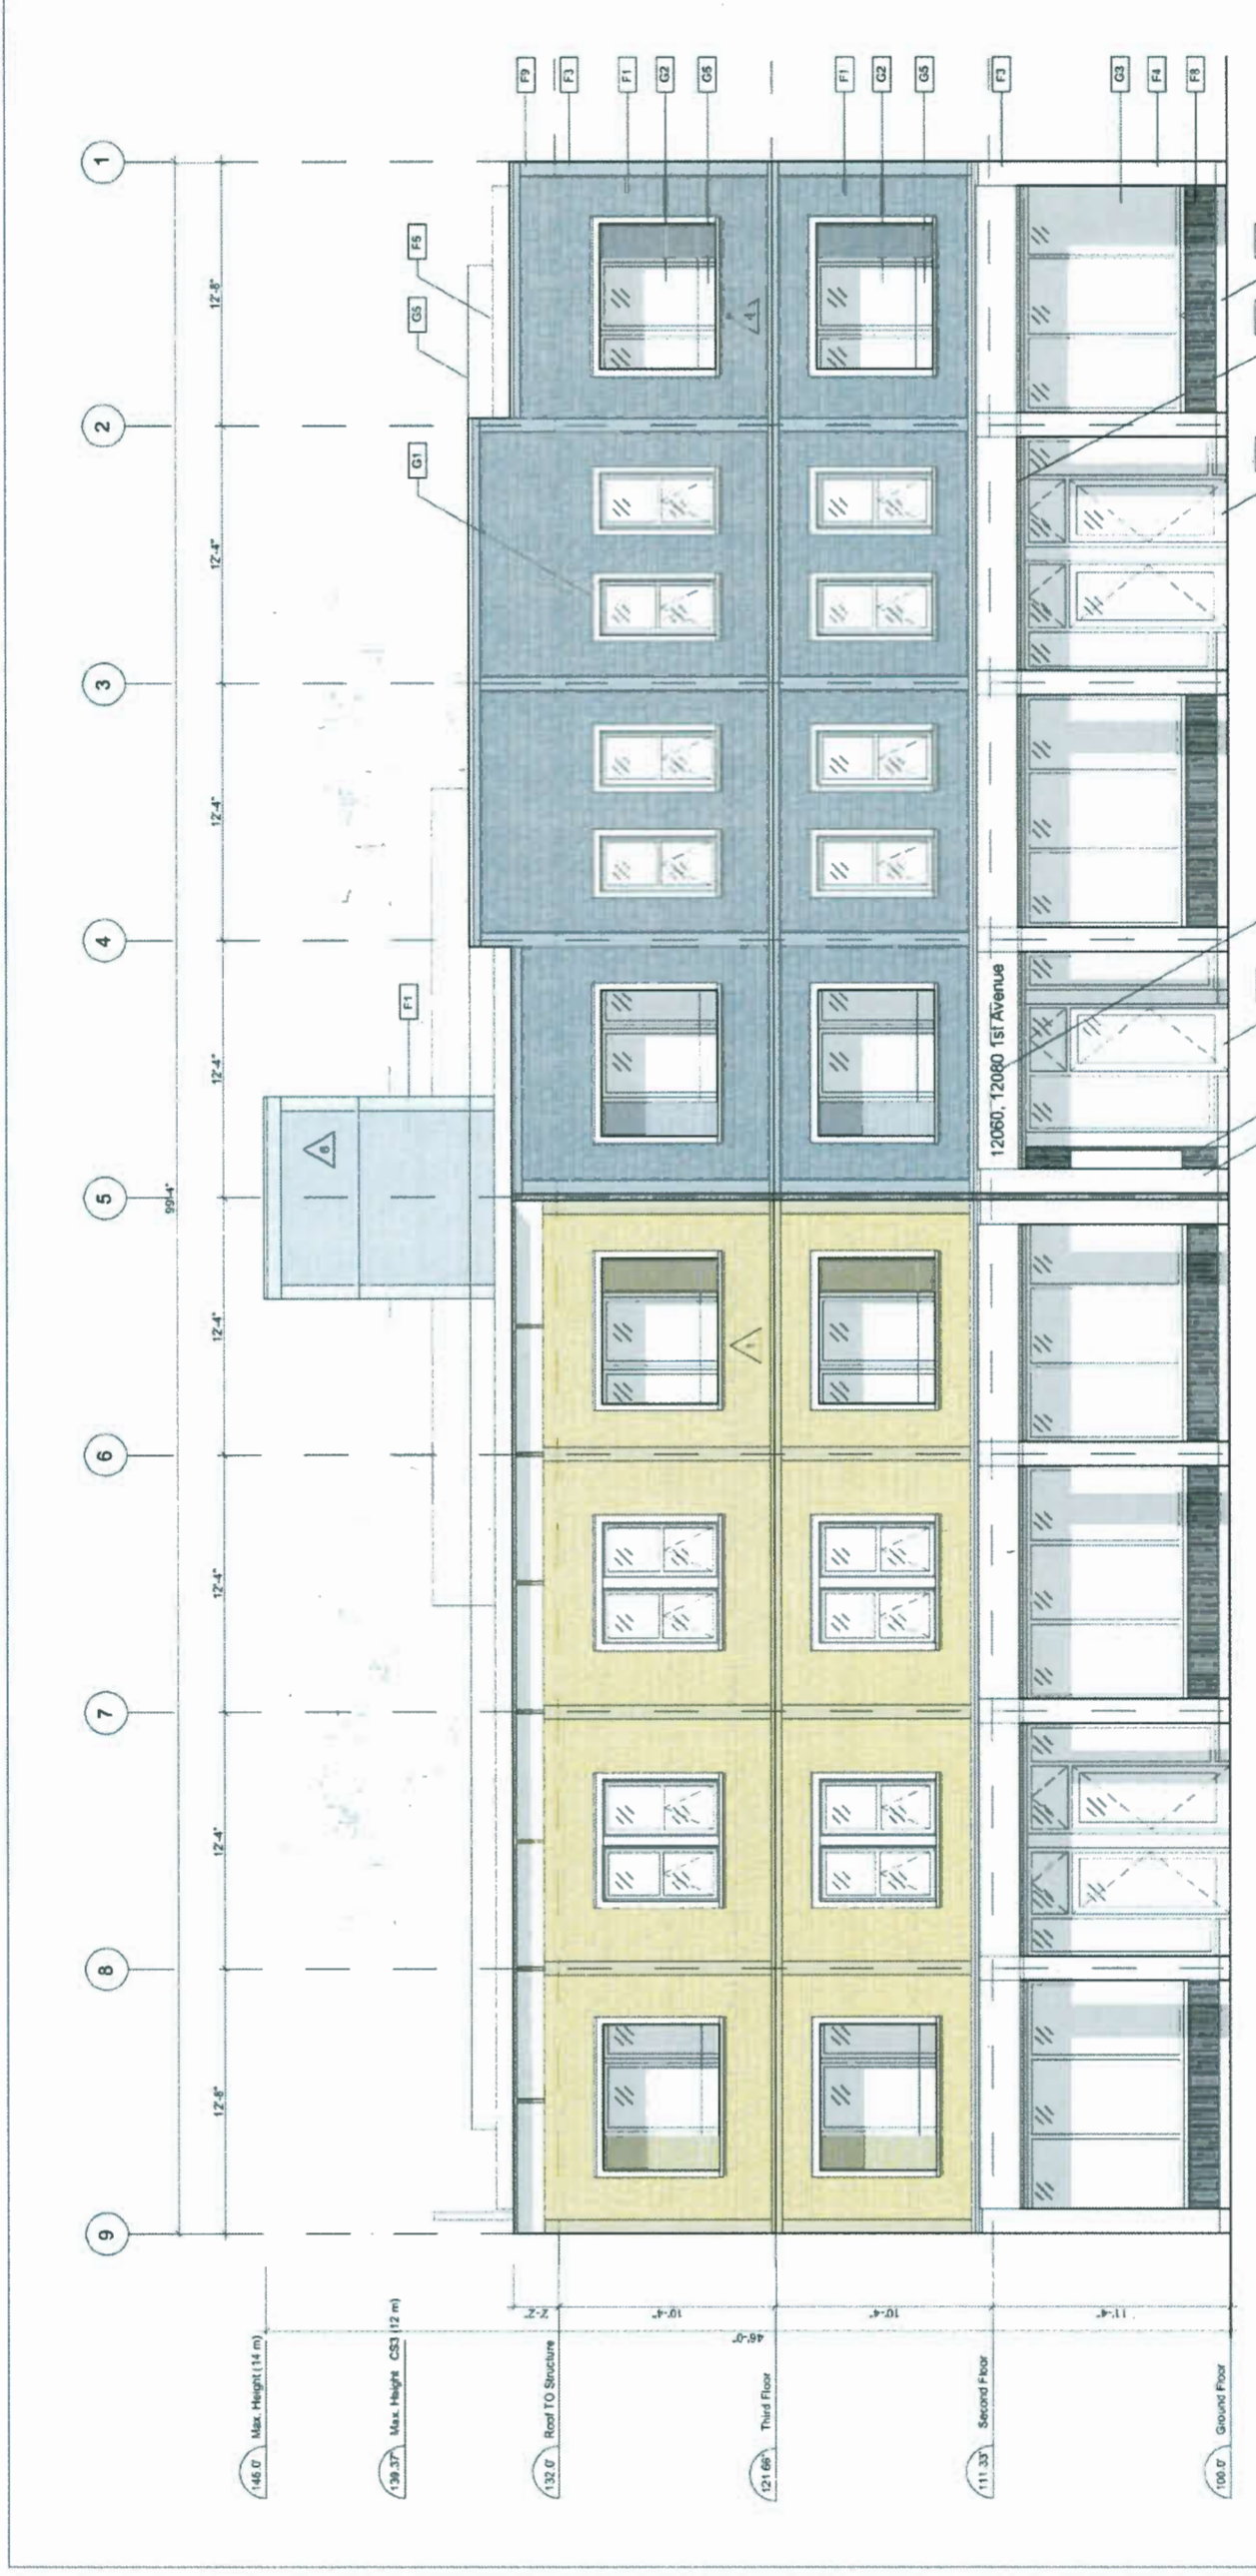 9 8 7 6 5 4 3 2 1
99'-4"
12'-8" 12'-4" 12'-4" 12'-4" 12'-4" 12'-4" 12'-4" 12'-8"
145.0' Max. Height (14 m)
6
139.37' Max. Height CS3 (12 m)
F1 G1 G5 F5
F9
2'-2"
132.0' Roof TO Structure
F3
F1
10'-4"
G2
46'-0"
1
121.66' Third Floor
F1
G2
10'-4"
G5
111.33' Second Floor
12060, 12080 1st Avenue
F3
11'-4"
G3
F4
F8
100.0' Ground Floor